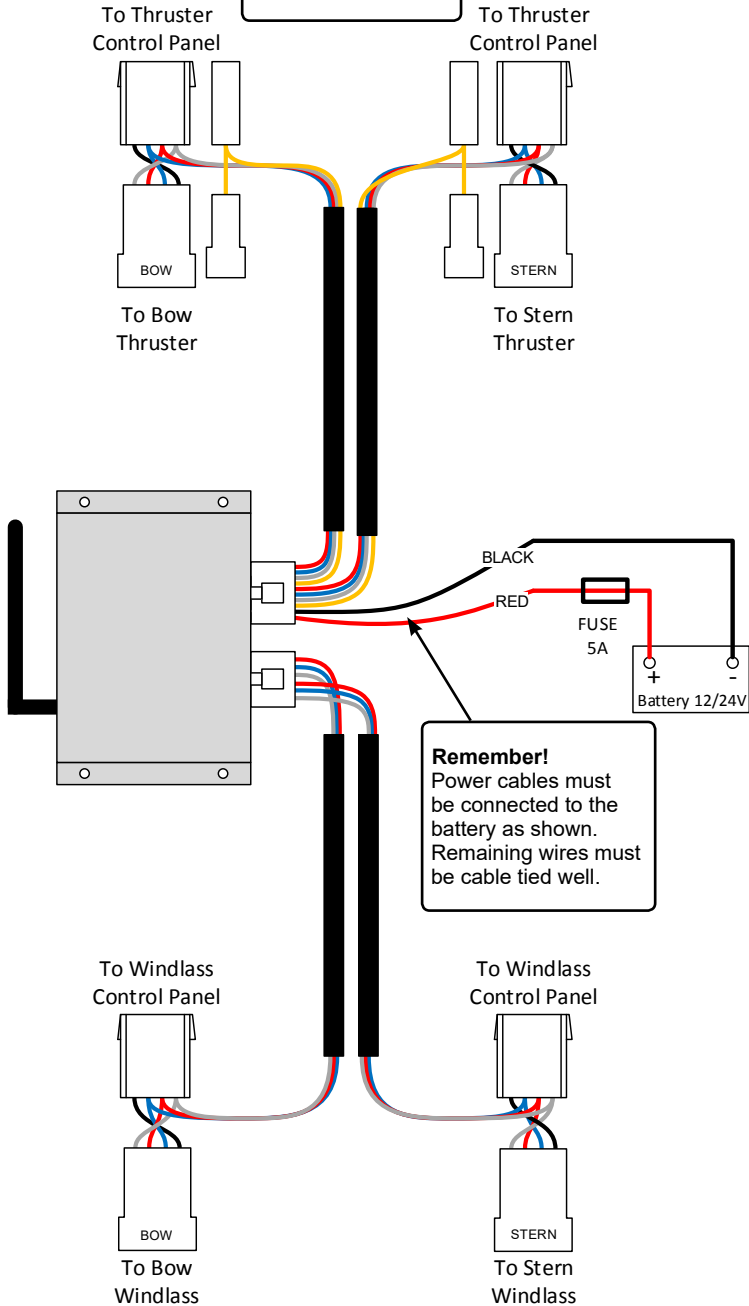 To Thruster
Control Panel
To Thruster
Control Panel
BOW
STERN
To Bow
Thruster
To Stern
Thruster
BLACK
RED
FUSE
5A
+
-
Battery 12/24V
Remember!
Power cables must
be connected to the
battery as shown.
Remaining wires must
be cable tied well.
To Windlass
Control Panel
To Windlass
Control Panel
BOW
STERN
To Bow
Windlass
To Stern
Windlass